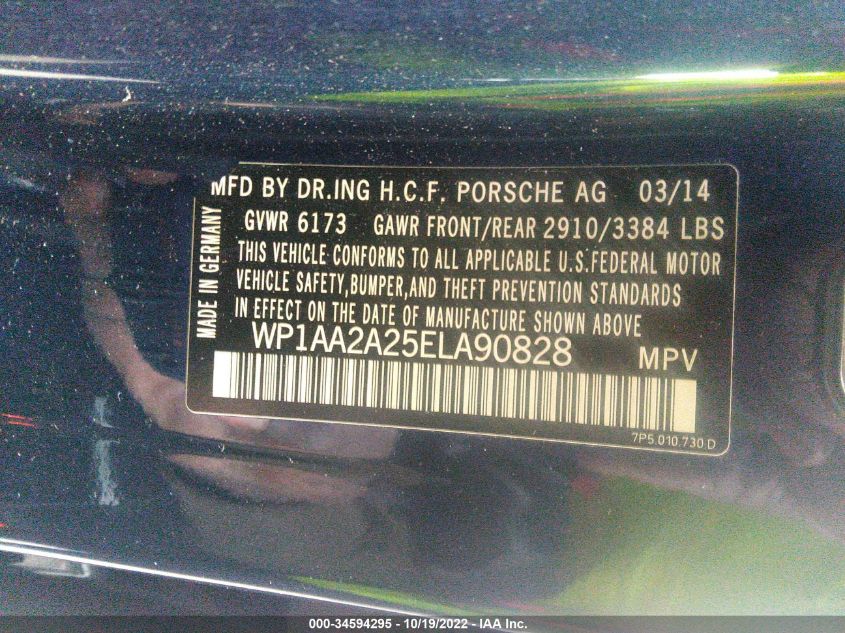 MFD BY DR.ING H.C.F. PORSCHE AG 03/14
GVWR 6173 GAWR FRONT/REAR 2910/3384 LBS
THIS VEHICLE CONFORMS TO ALL APPLICABLE U.S.FEDERAL MOTOR
VEHICLE SAFETY,BUMPER,AND THEFT PREVENTION STANDARDS
IN EFFECT ON THE DATE OF MANUFACTURE SHOWN ABOVE
MADE IN GERMANY
WP1AA2A25ELA90828 MPV
7P5.010.730.D
000-34594295 - 10/19/2022 - IAA Inc.